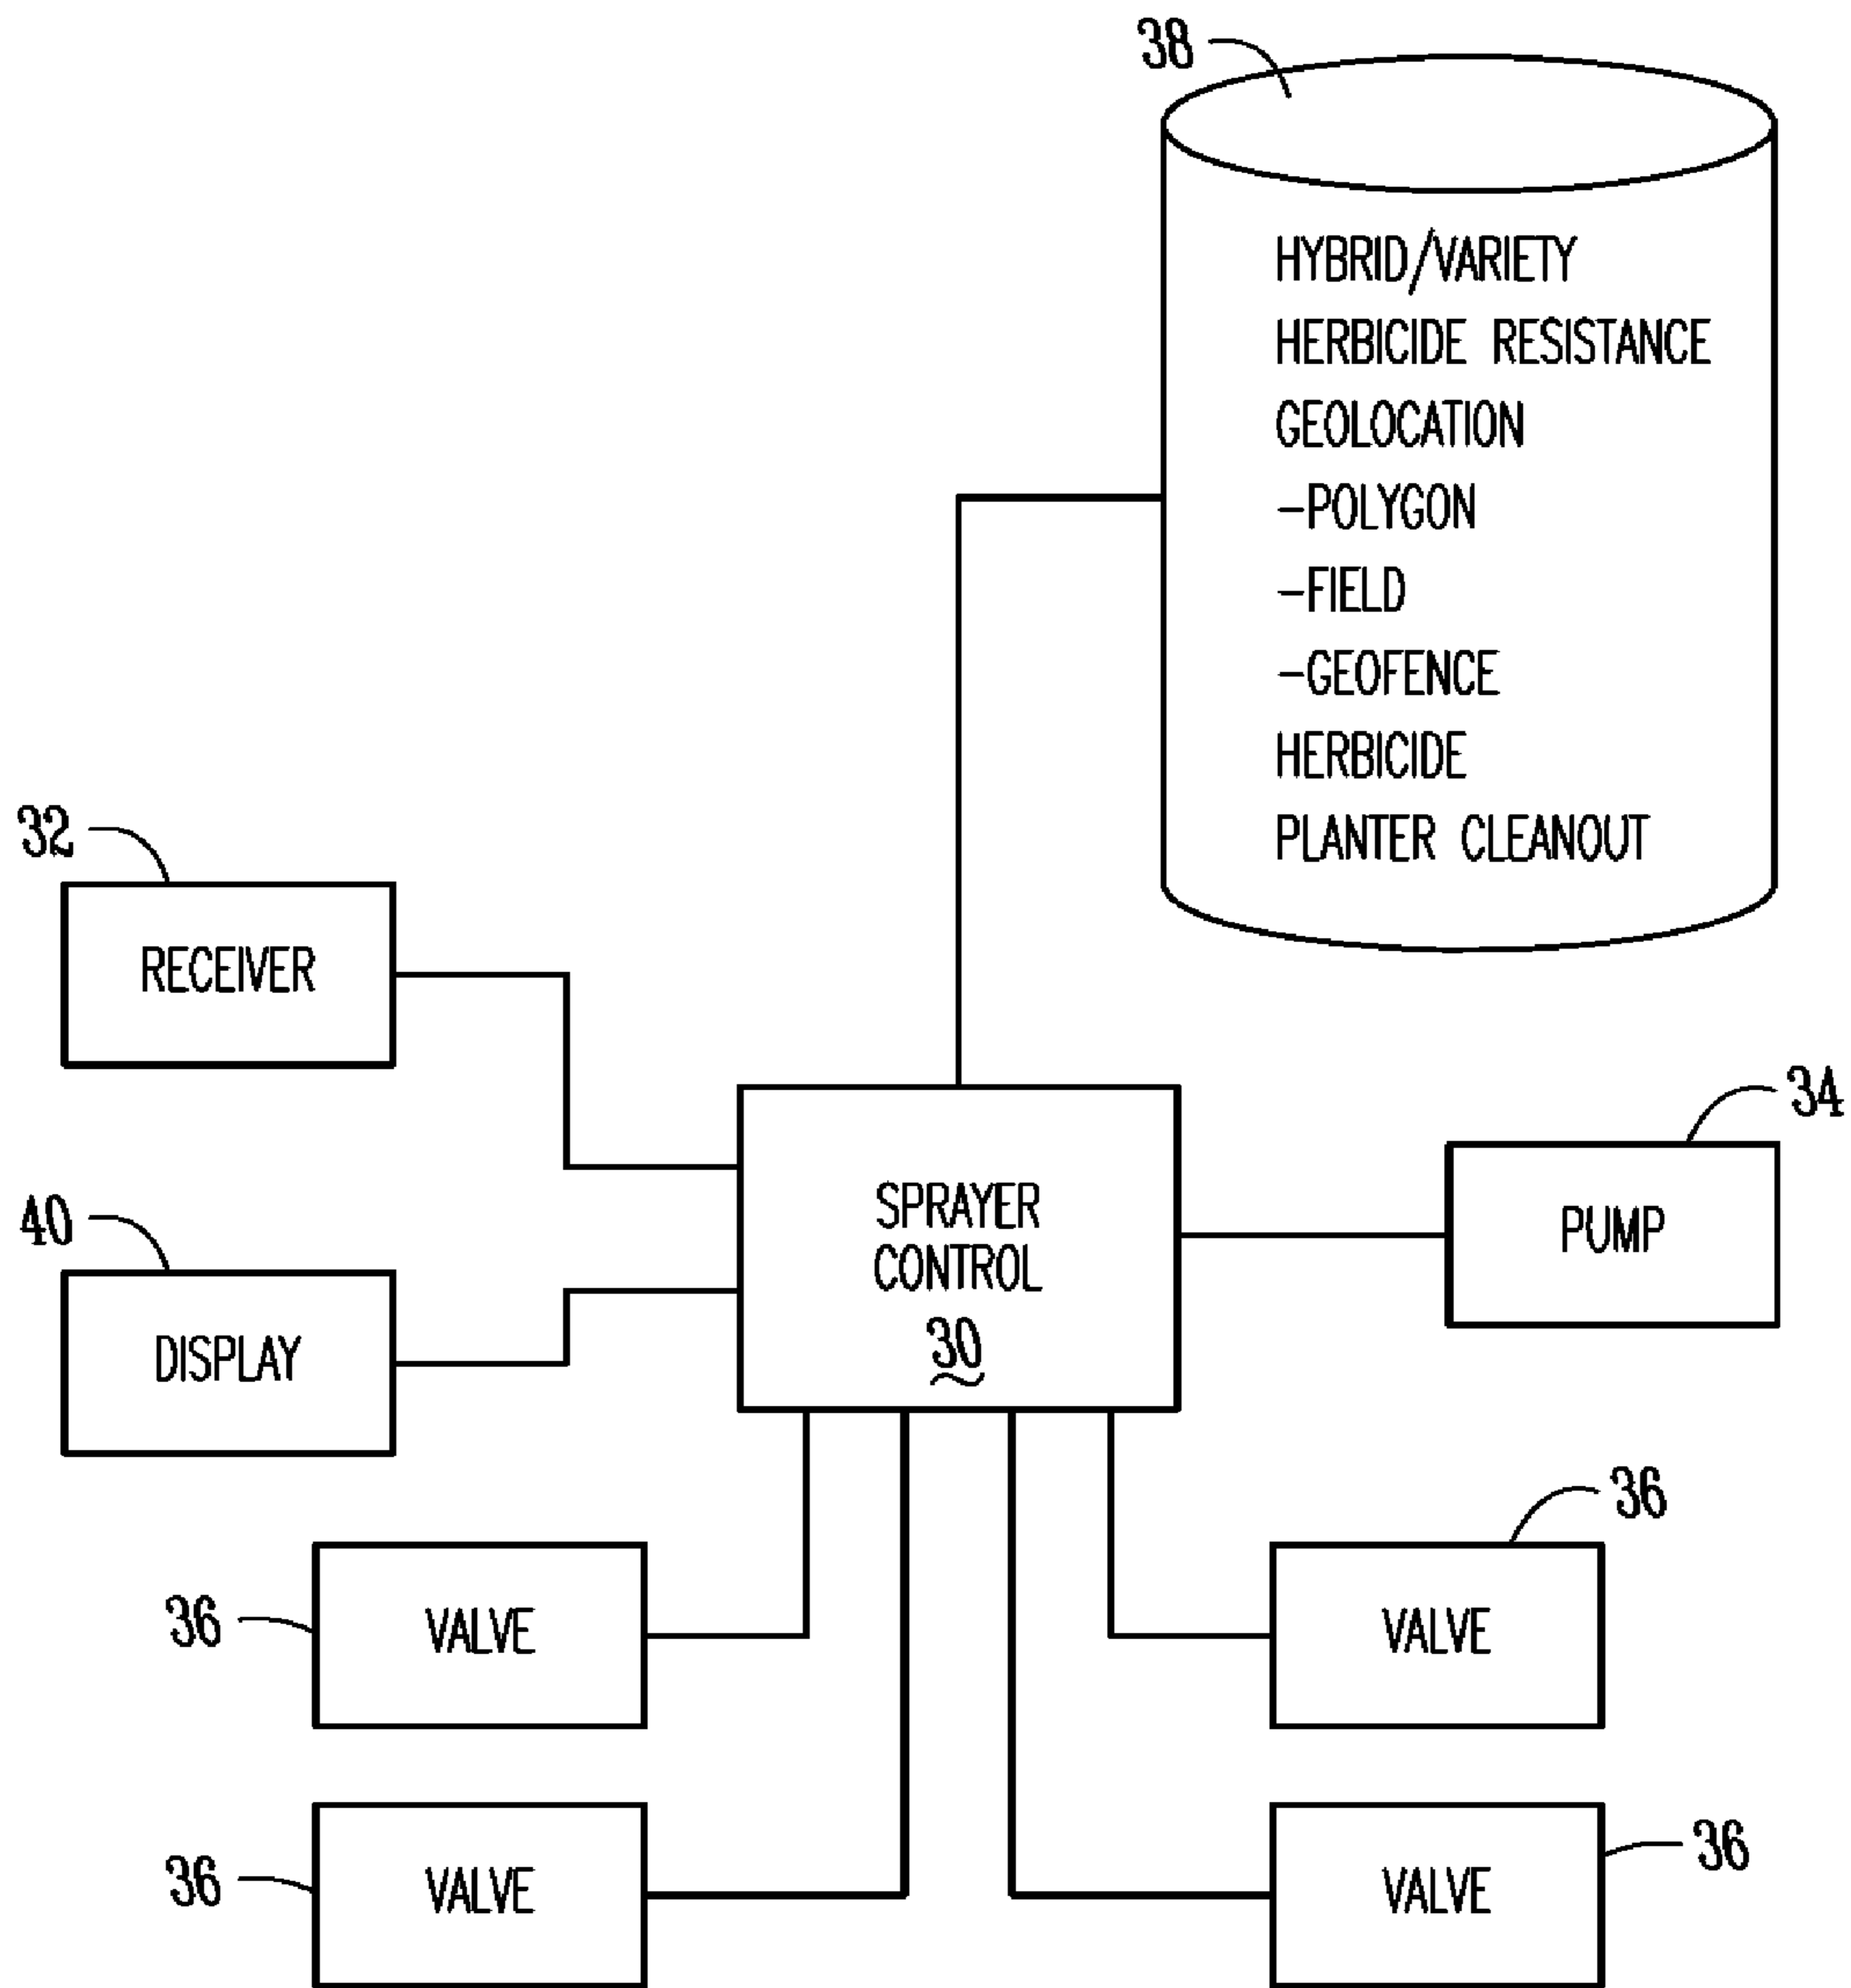 38
HYBRID/VARIETY
HERBICIDE RESISTANCE
GEOLOCATION
-POLYGON
-FIELD
-GEOFENCE
HERBICIDE
PLANTER CLEANOUT
32
RECEIVER
34
PUMP
40
DISPLAY
SPRAYER
CONTROL
30
36
VALVE
36
VALVE
36
VALVE
36
VALVE